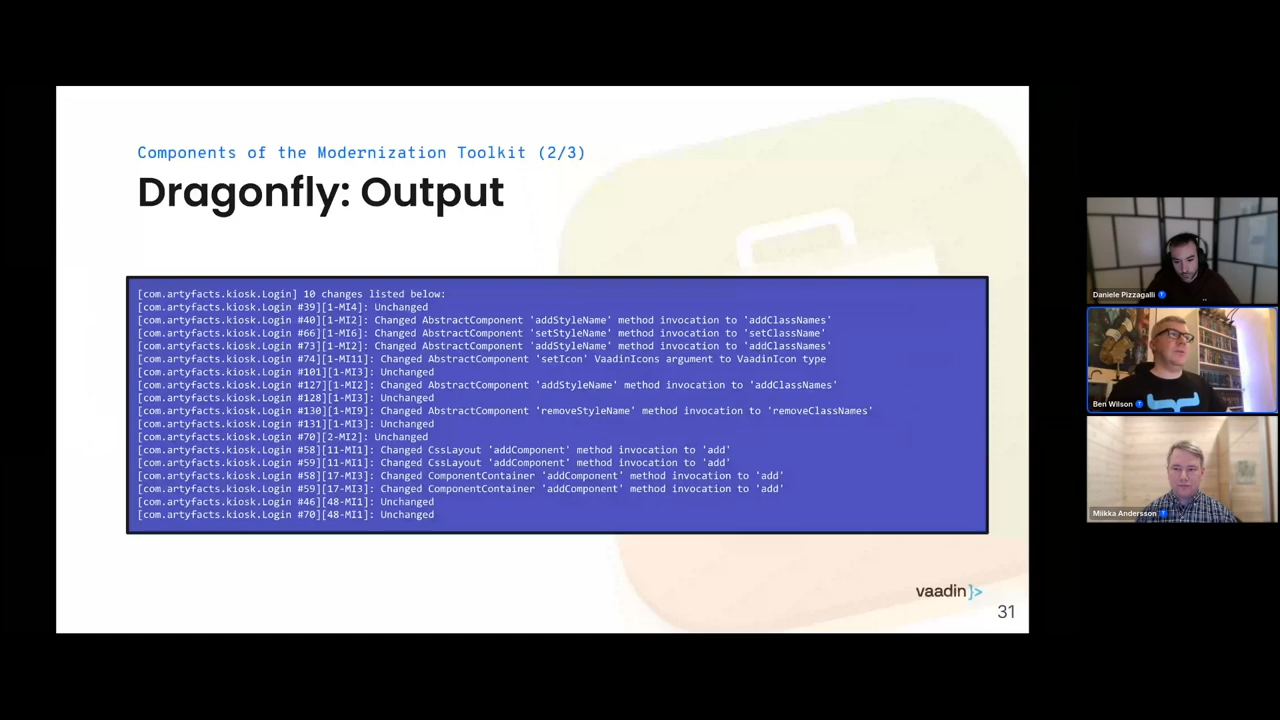 Components of the Modernization Toolkit (2/3)
Dragonfly: Output
[com.artyfacts.kiosk.Login] 10 changes listed below:
[com.artyfacts.kiosk.Login #39][1-MI4]: Unchanged
[com.artyfacts.kiosk.Login #40][1-MI2]: Changed AbstractComponent 'addStyleName' method invocation to 'addClassNames'
[com.artyfacts.kiosk.Login #66][1-MI6]: Changed AbstractComponent 'setStyleName' method invocation to 'setClassName'
[com.artyfacts.kiosk.Login #73][1-MI2]: Changed AbstractComponent 'addStyleName' method invocation to 'addClassNames'
[com.artyfacts.kiosk.Login #74][1-MI11]: Changed AbstractComponent 'setIcon' VaadinIcons argument to VaadinIcon type
[com.artyfacts.kiosk.Login #101][1-MI3]: Unchanged
[com.artyfacts.kiosk.Login #127][1-MI2]: Changed AbstractComponent 'addStyleName' method invocation to 'addClassNames'
[com.artyfacts.kiosk.Login #128][1-MI3]: Unchanged
[com.artyfacts.kiosk.Login #130][1-MI9]: Changed AbstractComponent 'removeStyleName' method invocation to 'removeClassNames'
[com.artyfacts.kiosk.Login #131][1-MI3]: Unchanged
[com.artyfacts.kiosk.Login #70][2-MI2]: Unchanged
[com.artyfacts.kiosk.Login #58][11-MI1]: Changed CssLayout 'addComponent' method invocation to 'add'
[com.artyfacts.kiosk.Login #59][11-MI1]: Changed CssLayout 'addComponent' method invocation to 'add'
[com.artyfacts.kiosk.Login #58][17-MI3]: Changed ComponentContainer 'addComponent' method invocation to 'add'
[com.artyfacts.kiosk.Login #59][17-MI3]: Changed ComponentContainer 'addComponent' method invocation to 'add'
[com.artyfacts.kiosk.Login #46][48-MI1]: Unchanged
[com.artyfacts.kiosk.Login #70][48-MI1]: Unchanged
vaadin}>
31
Daniele Pizzagalli
Ben Wilson
Miikka Andersson